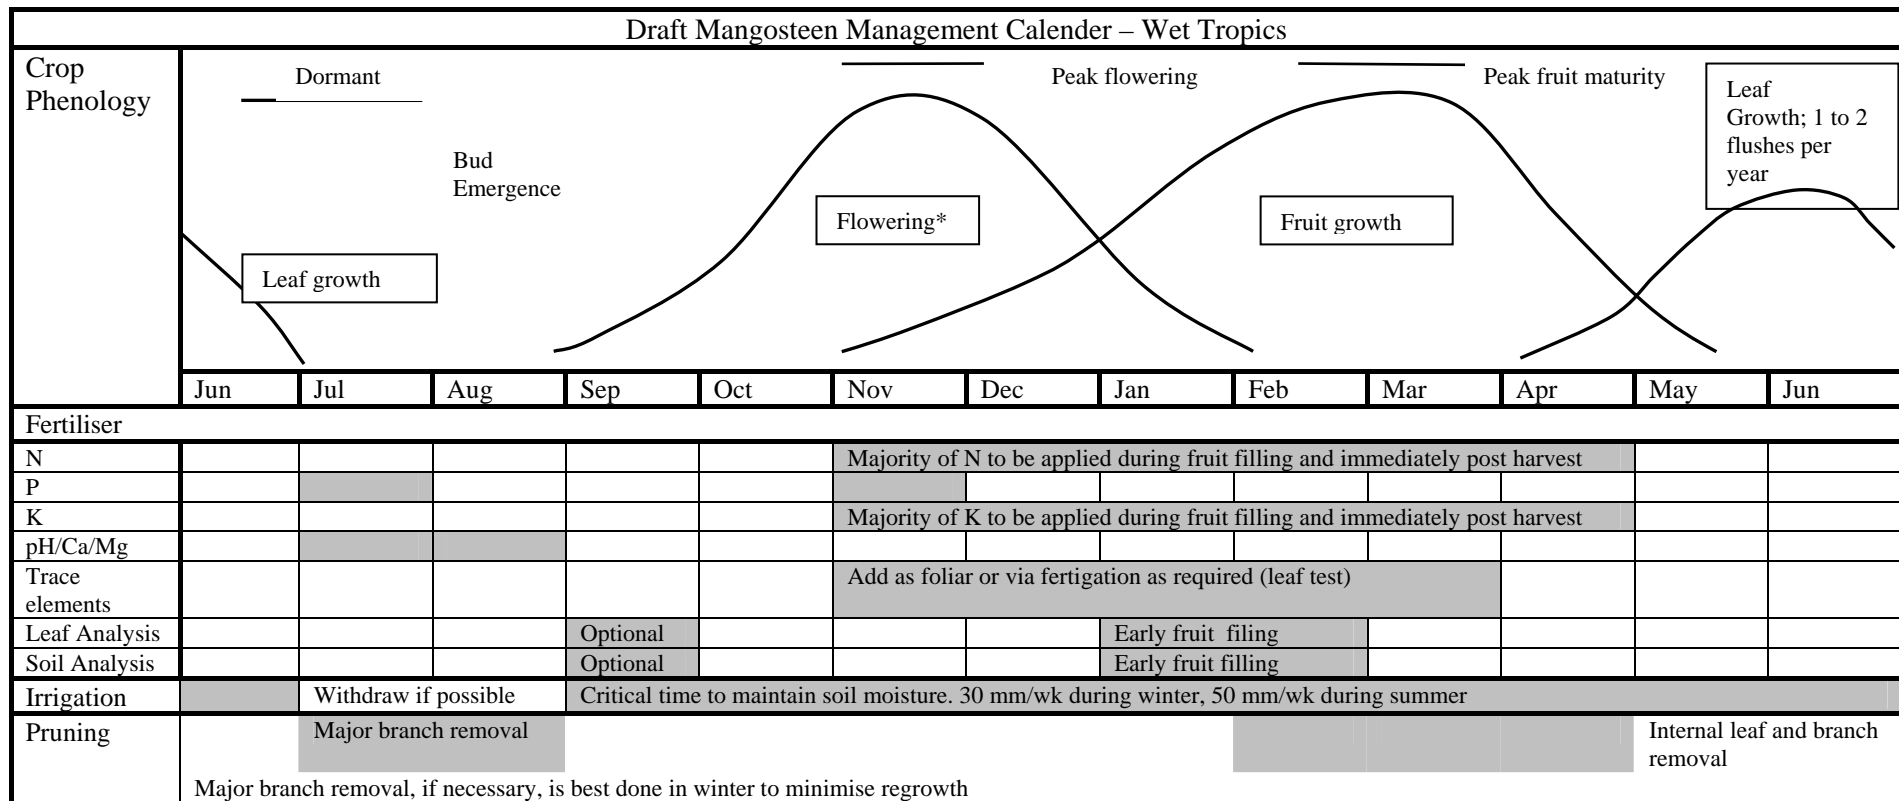 Draft Mangosteen Management Calender – Wet Tropics
Crop
Phenology
Dormant
Peak flowering
Peak fruit maturity
Leaf
Growth; 1 to 2
flushes per
year
Bud
Emergence
Flowering*
Fruit growth
Leaf growth
Jun Jul Aug Sep Oct Nov Dec Jan Feb Mar Apr May Jun
Fertiliser
N Majority of N to be applied during fruit filling and immediately post harvest
P
K Majority of K to be applied during fruit filling and immediately post harvest
pH/Ca/Mg
Trace Add as foliar or via fertigation as required (leaf test)
elements
Leaf Analysis Optional Early fruit filing
Soil Analysis Optional Early fruit filling
Irrigation Withdraw if possible Critical time to maintain soil moisture. 30 mm/wk during winter, 50 mm/wk during summer
Pruning Major branch removal Internal leaf and branch
removal
Major branch removal, if necessary, is best done in winter to minimise regrowth